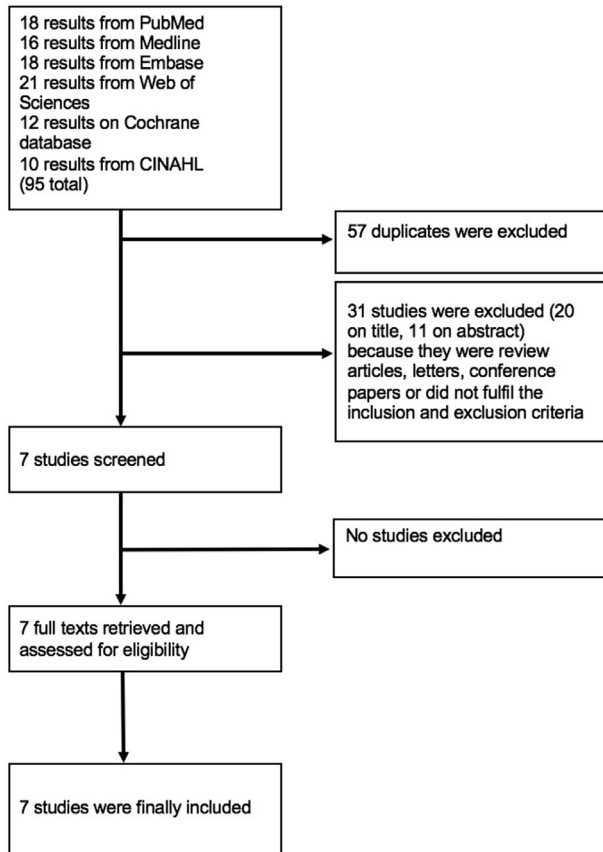 18 results from PubMed
16 results from Medline
18 results from Embase
21 results from Web of
Sciences
12 results on Cochrane
database
10 results from CINAHL
(95 total)
57 duplicates were excluded
31 studies were excluded (20
on title, 11 on abstract)
because they were review
articles, letters, conference
papers or did not fulfil the
inclusion and exclusion criteria
7 studies screened
No studies excluded
7 full texts retrieved and
assessed for eligibility
7 studies were finally included